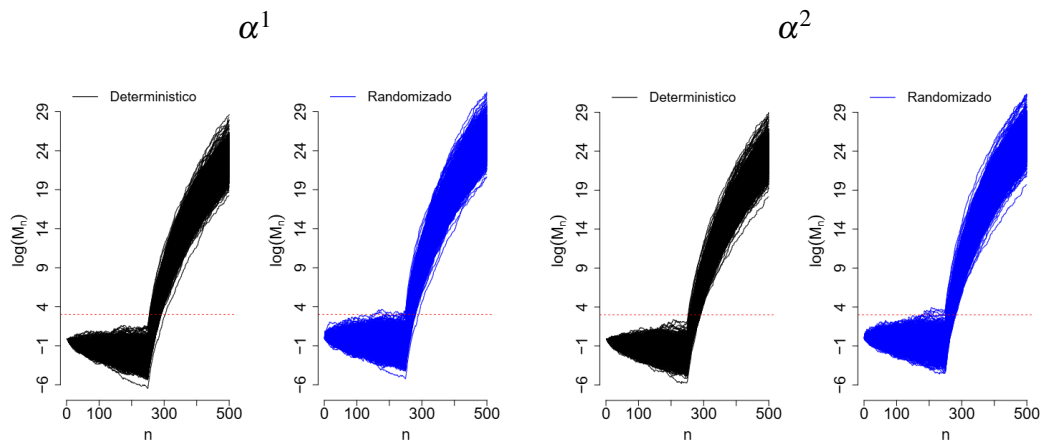 α¹ α²
Deterministico Randomizado Deterministico Randomizado
log(Mₙ) log(Mₙ) log(Mₙ) log(Mₙ)
29 29 29 29
24 24 24 24
19 19 19 19
14 14 14 14
9 9 9 9
4 4 4 4
−1 −1 −1 −1
−6 −6 −6 −6
0 100 300 500 0 100 300 500 0 100 300 500 0 100 300 500
n n n n